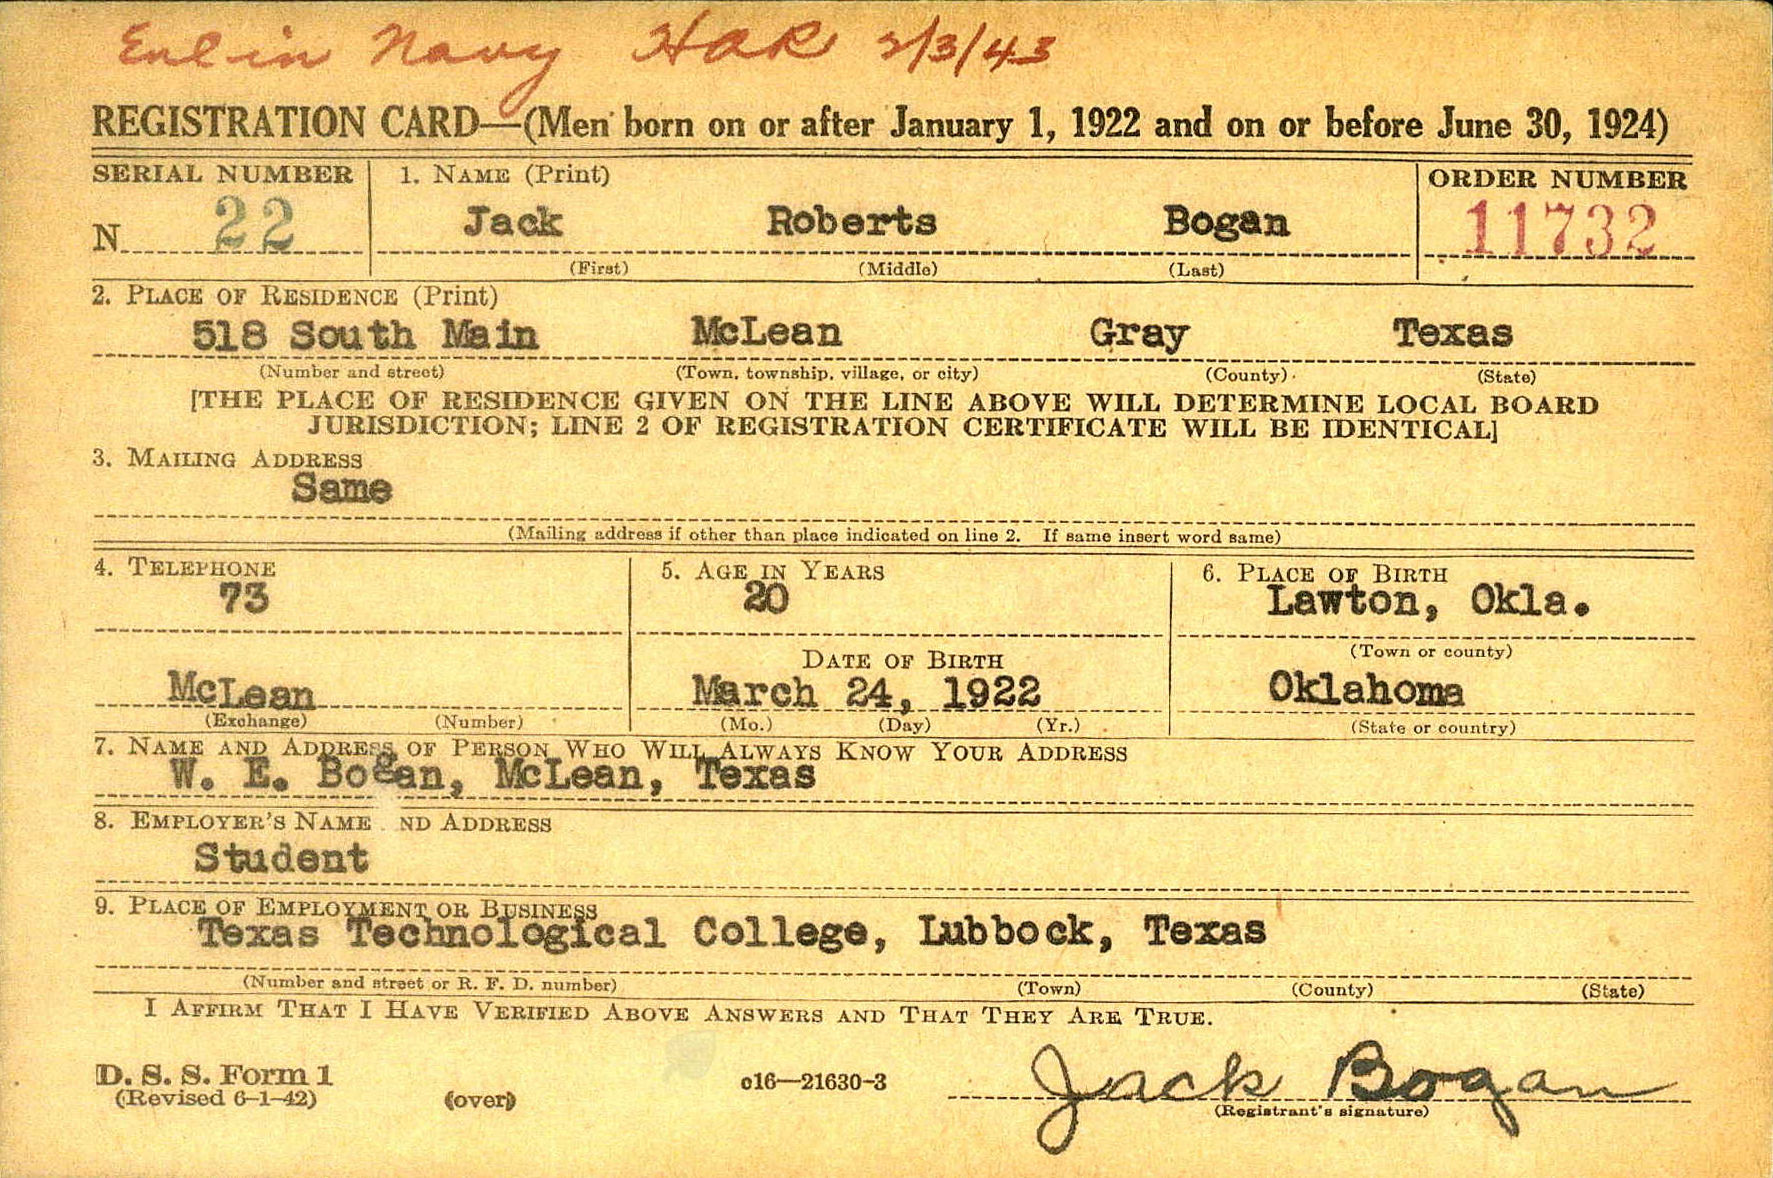 Enl in Navy HAR 2/3/43
REGISTRATION CARD—(Men born on or after January 1, 1922 and on or before June 30, 1924)
SERIAL NUMBER 1. NAME (Print) ORDER NUMBER
N 22 Jack Roberts Bogan 11732
(First) (Middle) (Last)
2. PLACE OF RESIDENCE (Print)
518 South Main McLean Gray Texas
(Number and street) (Town, township, village, or city) (County) (State)
[THE PLACE OF RESIDENCE GIVEN ON THE LINE ABOVE WILL DETERMINE LOCAL BOARD
JURISDICTION; LINE 2 OF REGISTRATION CERTIFICATE WILL BE IDENTICAL]
3. MAILING ADDRESS
Same
(Mailing address if other than place indicated on line 2. If same insert word same)
4. TELEPHONE 5. AGE IN YEARS 6. PLACE OF BIRTH
73 20 Lawton, Okla.
(Town or county)
DATE OF BIRTH
McLean March 24, 1922 Oklahoma
(Exchange) (Number) (Mo.) (Day) (Yr.) (State or country)
7. NAME AND ADDRESS OF PERSON WHO WILL ALWAYS KNOW YOUR ADDRESS
W. E. Bogan, McLean, Texas
8. EMPLOYER'S NAME ND ADDRESS
Student
9. PLACE OF EMPLOYMENT OR BUSINESS
Texas Technological College, Lubbock, Texas
(Number and street or R. F. D. number) (Town) (County) (State)
I AFFIRM THAT I HAVE VERIFIED ABOVE ANSWERS AND THAT THEY ARE TRUE.
D. S. S. Form 1
(Revised 6-1-42) (over) c16—21630-3 Jack Bogan
(Registrant's signature)